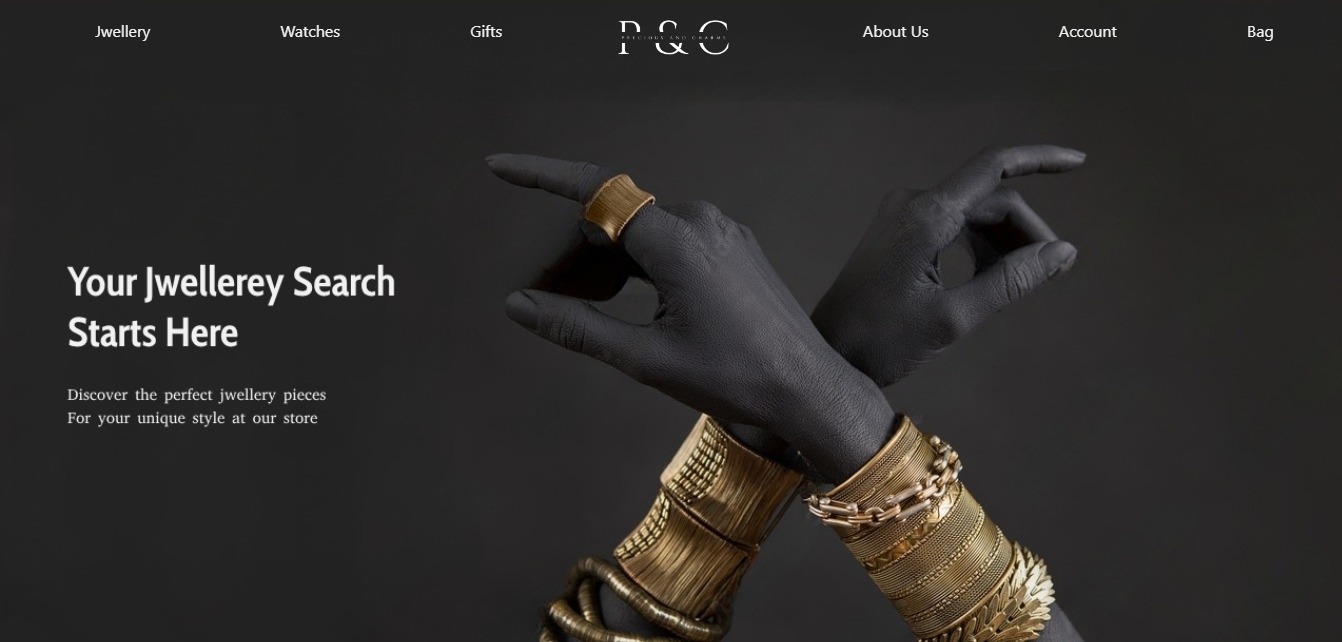 Jwellery Watches Gifts P & C About Us Account Bag
PRECIOUS AND CHARMS
Your Jwellerey Search
Starts Here
Discover the perfect jwellery pieces
For your unique style at our store